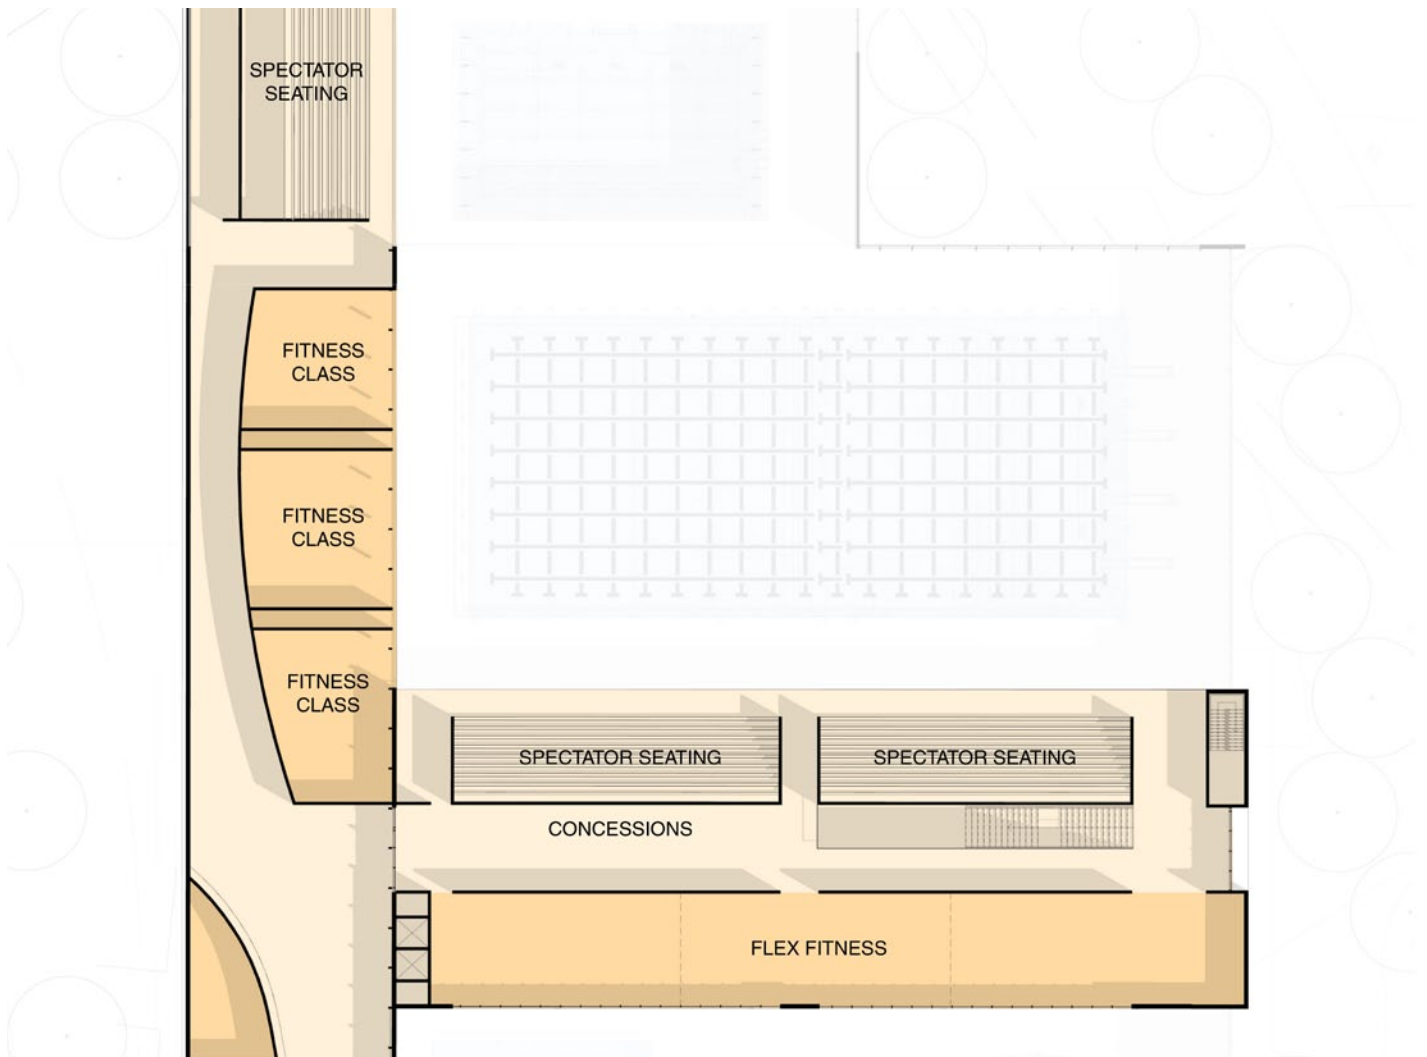 SPECTATOR
SEATING
FITNESS
CLASS
FITNESS
CLASS
FITNESS
CLASS
SPECTATOR SEATING
SPECTATOR SEATING
CONCESSIONS
FLEX FITNESS